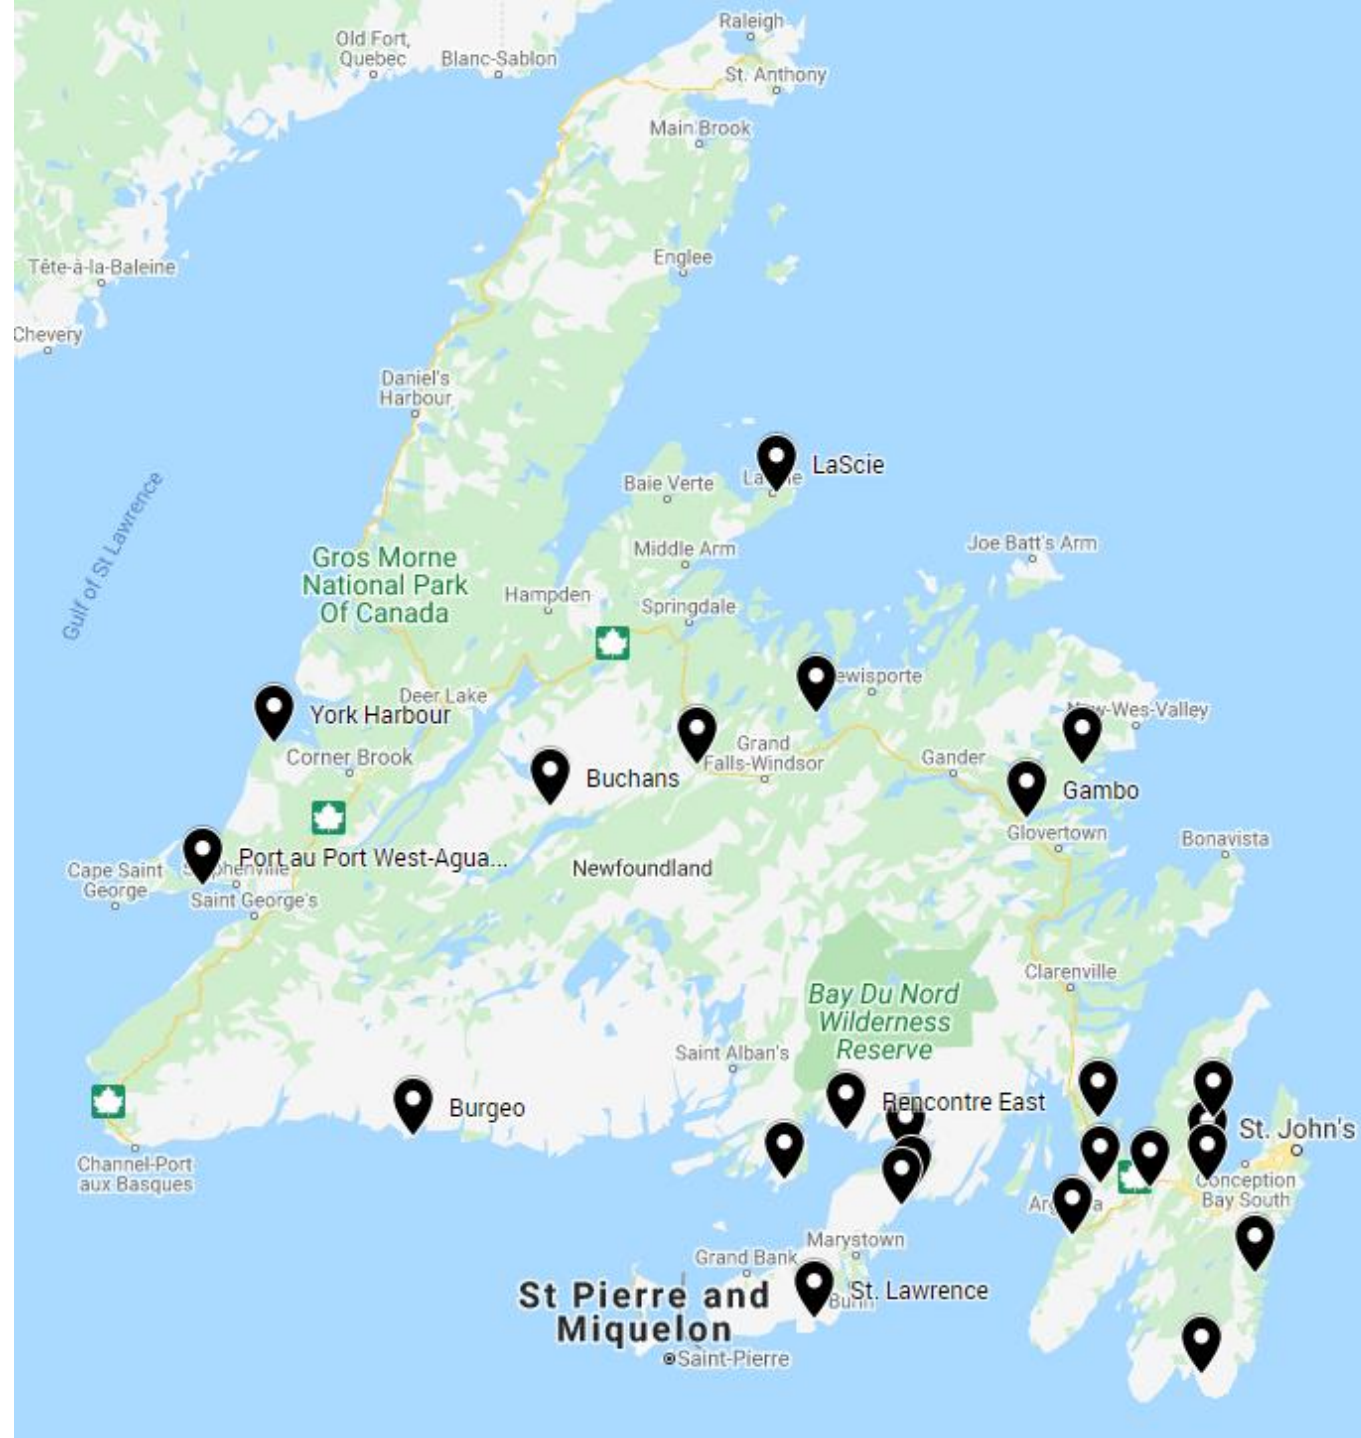 Raleigh
Old Fort,
Quebec
Blanc-Sablon
St. Anthony
Main Brook
Englee
Tête-à-la-Baleine
Chevery
Daniel's
Harbour
LaScie
Baie Verte
Gulf of St Lawrence
Joe Batt's Arm
Middle Arm
Gros Morne
National Park
Of Canada
Hampden
Springdale
Deer Lake
York Harbour
New-Wes-Valley
Corner Brook
Grand
Falls-Windsor
Gander
Buchans
Gambo
Glovertown
Bonavista
Port au Port West-Agua...
Cape Saint
George
Newfoundland
Saint George's
Clarenville
Bay Du Nord
Wilderness
Reserve
Saint Alban's
Rencontre East
Burgeo
St. John's
Channel-Port
aux Basques
Conception
Bay South
Marystown
Grand Bank
St. Lawrence
St Pierre and
Miquelon
Saint-Pierre